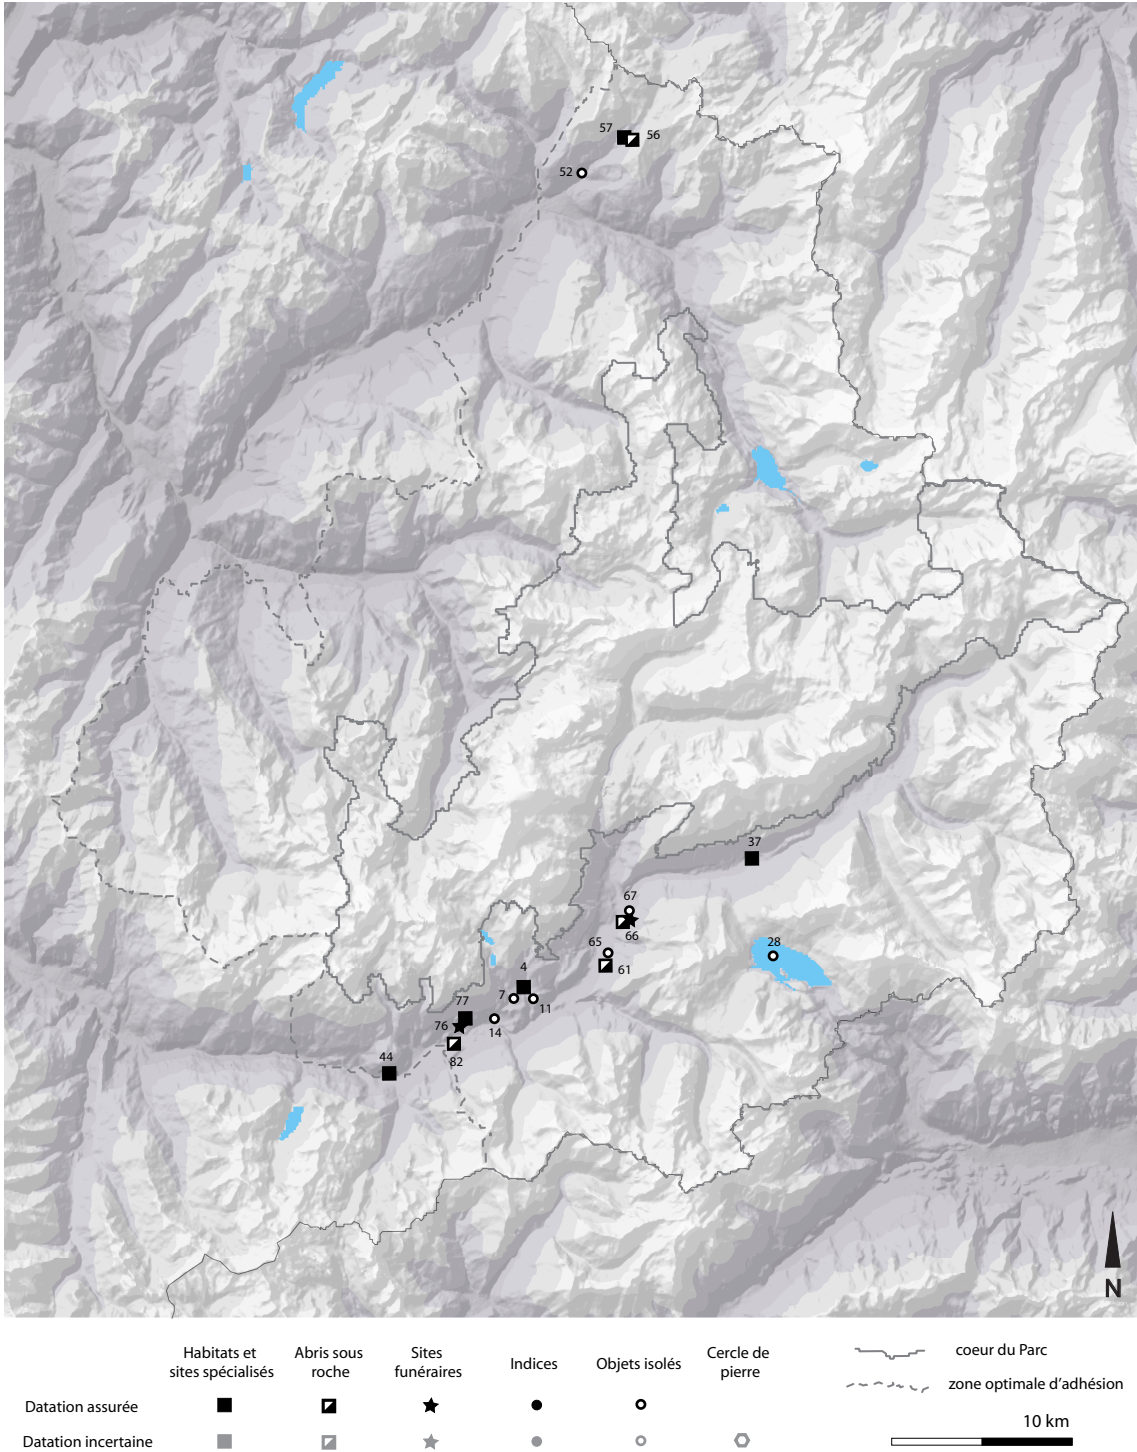 57
56
52
37
67
66
65
61
28
4
7
11
77
76
14
82
44
N
Habitats et
sites spécialisés
Abris sous
roche
Sites
funéraires
Indices
Objets isolés
Cercle de
pierre
coeur du Parc
zone optimale d'adhésion
Datation assurée
Datation incertaine
10 km